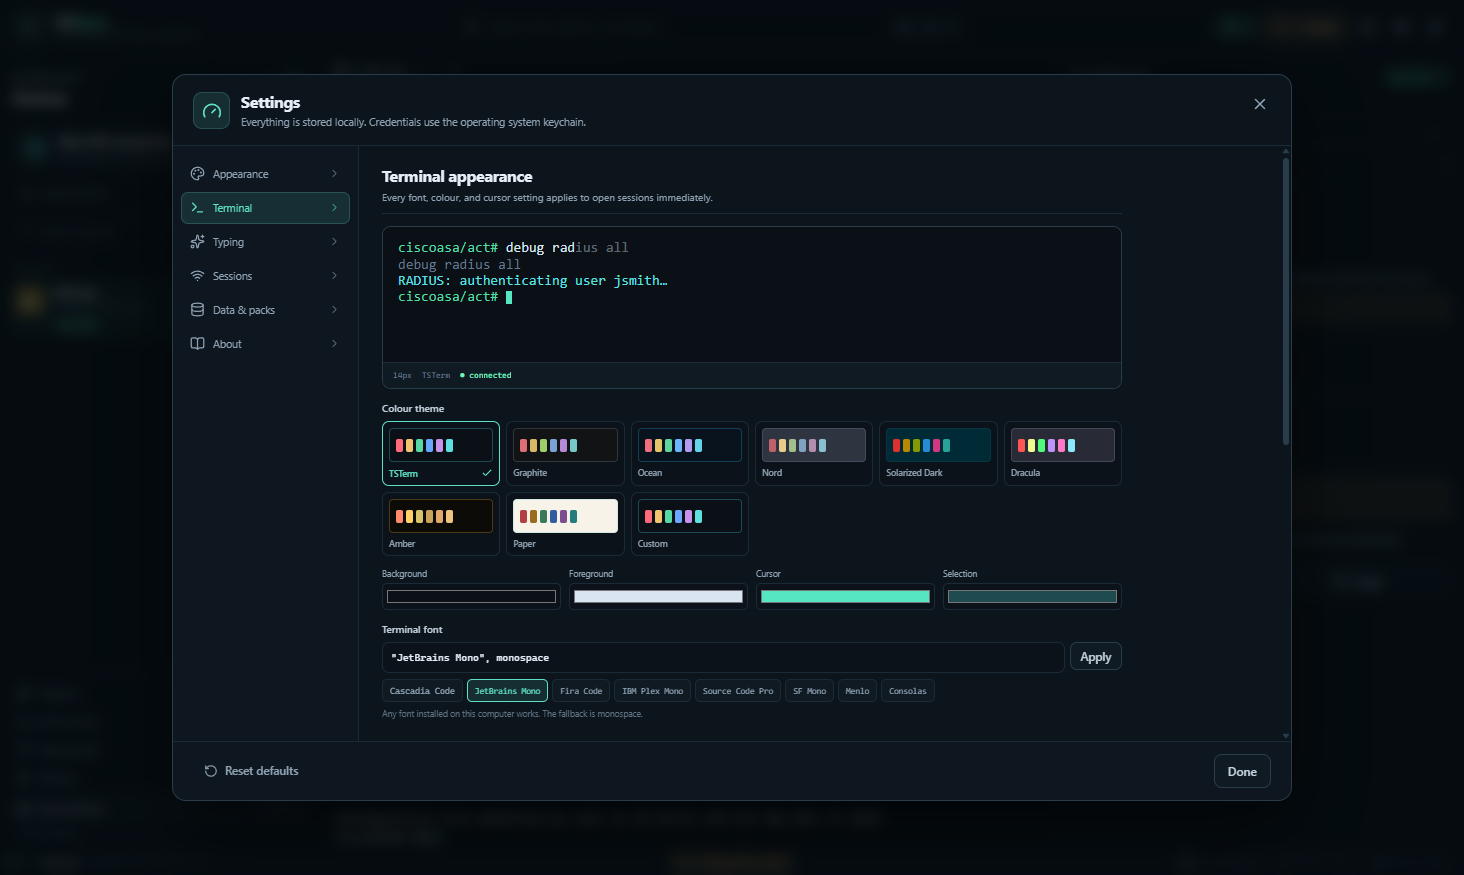 Settings
Everything is stored locally. Credentials use the operating system keychain.
Appearance
Terminal
Typing
Sessions
Data & packs
About
Terminal appearance
Every font, colour, and cursor setting applies to open sessions immediately.
ciscoasa/act# debug radius all
debug radius all
RADIUS: authenticating user jsmith…
ciscoasa/act#
14px TSTerm connected
Colour theme
TSTerm Graphite Ocean Nord Solarized Dark Dracula
Amber Paper Custom
Background Foreground Cursor Selection
Terminal font
"JetBrains Mono", monospace Apply
Cascadia Code JetBrains Mono Fira Code IBM Plex Mono Source Code Pro SF Mono Menlo Consolas
Any font installed on this computer works. The fallback is monospace.
Reset defaults Done